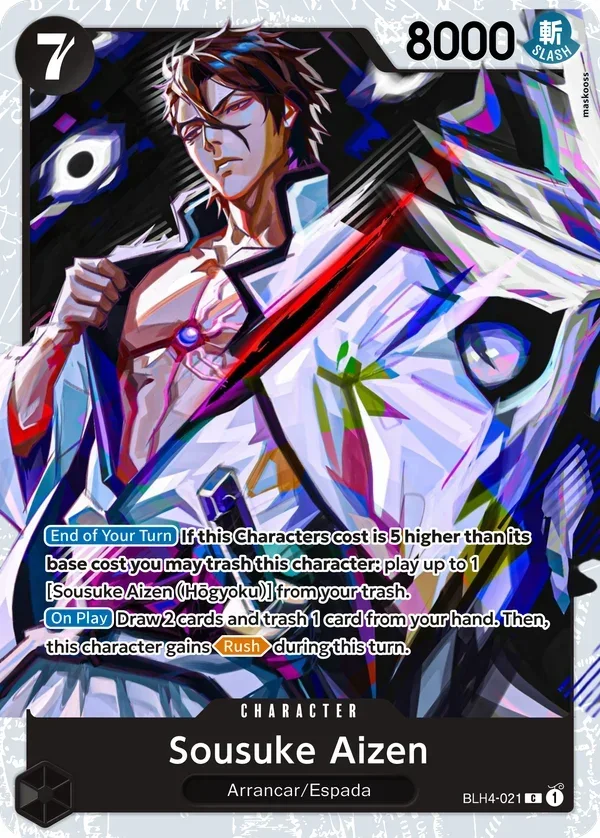 BLICHES ET LISTME
7
8000
斬
SLASH
maskooss
End of Your Turn If this Characters cost is 5 higher than its
base cost you may trash this character: play up to 1
[Sousuke Aizen (Hōgyoku)] from your trash.
On Play Draw 2 cards and trash 1 card from your hand. Then,
this character gains Rush during this turn.
CHARACTER
Sousuke Aizen
Arrancar/Espada
BLH4-021 C 1